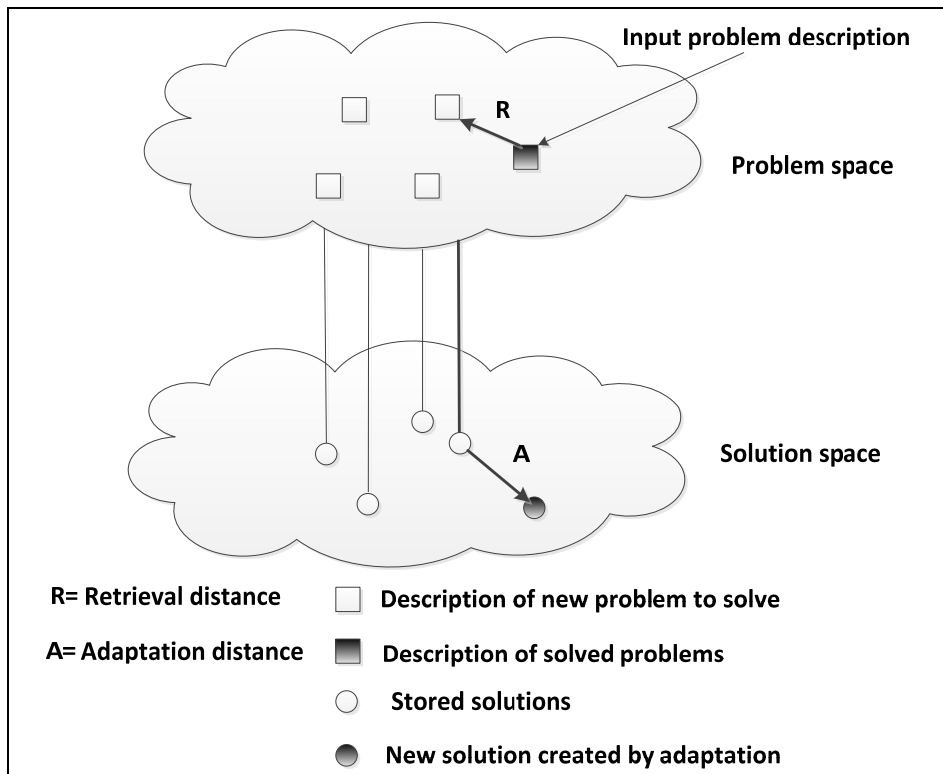 Input problem description
R
Problem space
A
Solution space
R= Retrieval distance
Description of new problem to solve
A= Adaptation distance
Description of solved problems
Stored solutions
New solution created by adaptation